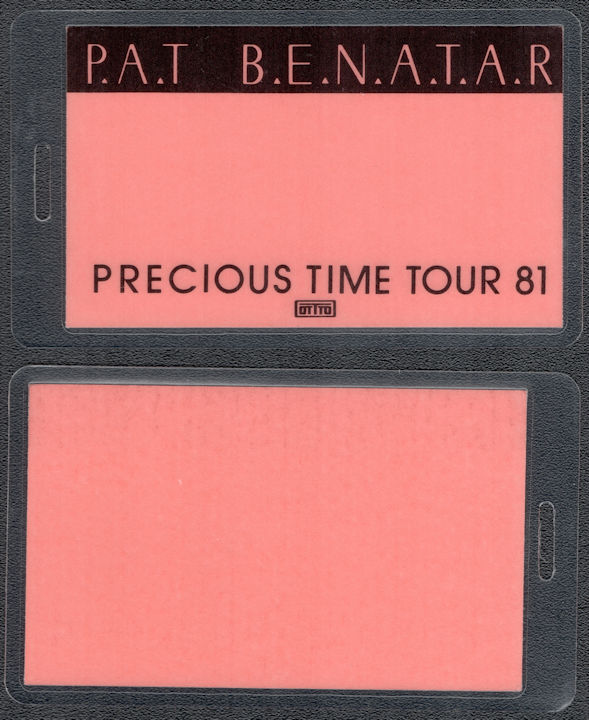 P.A.T B.E.N.A.T.A.R
PRECIOUS TIME TOUR 81
OTTO